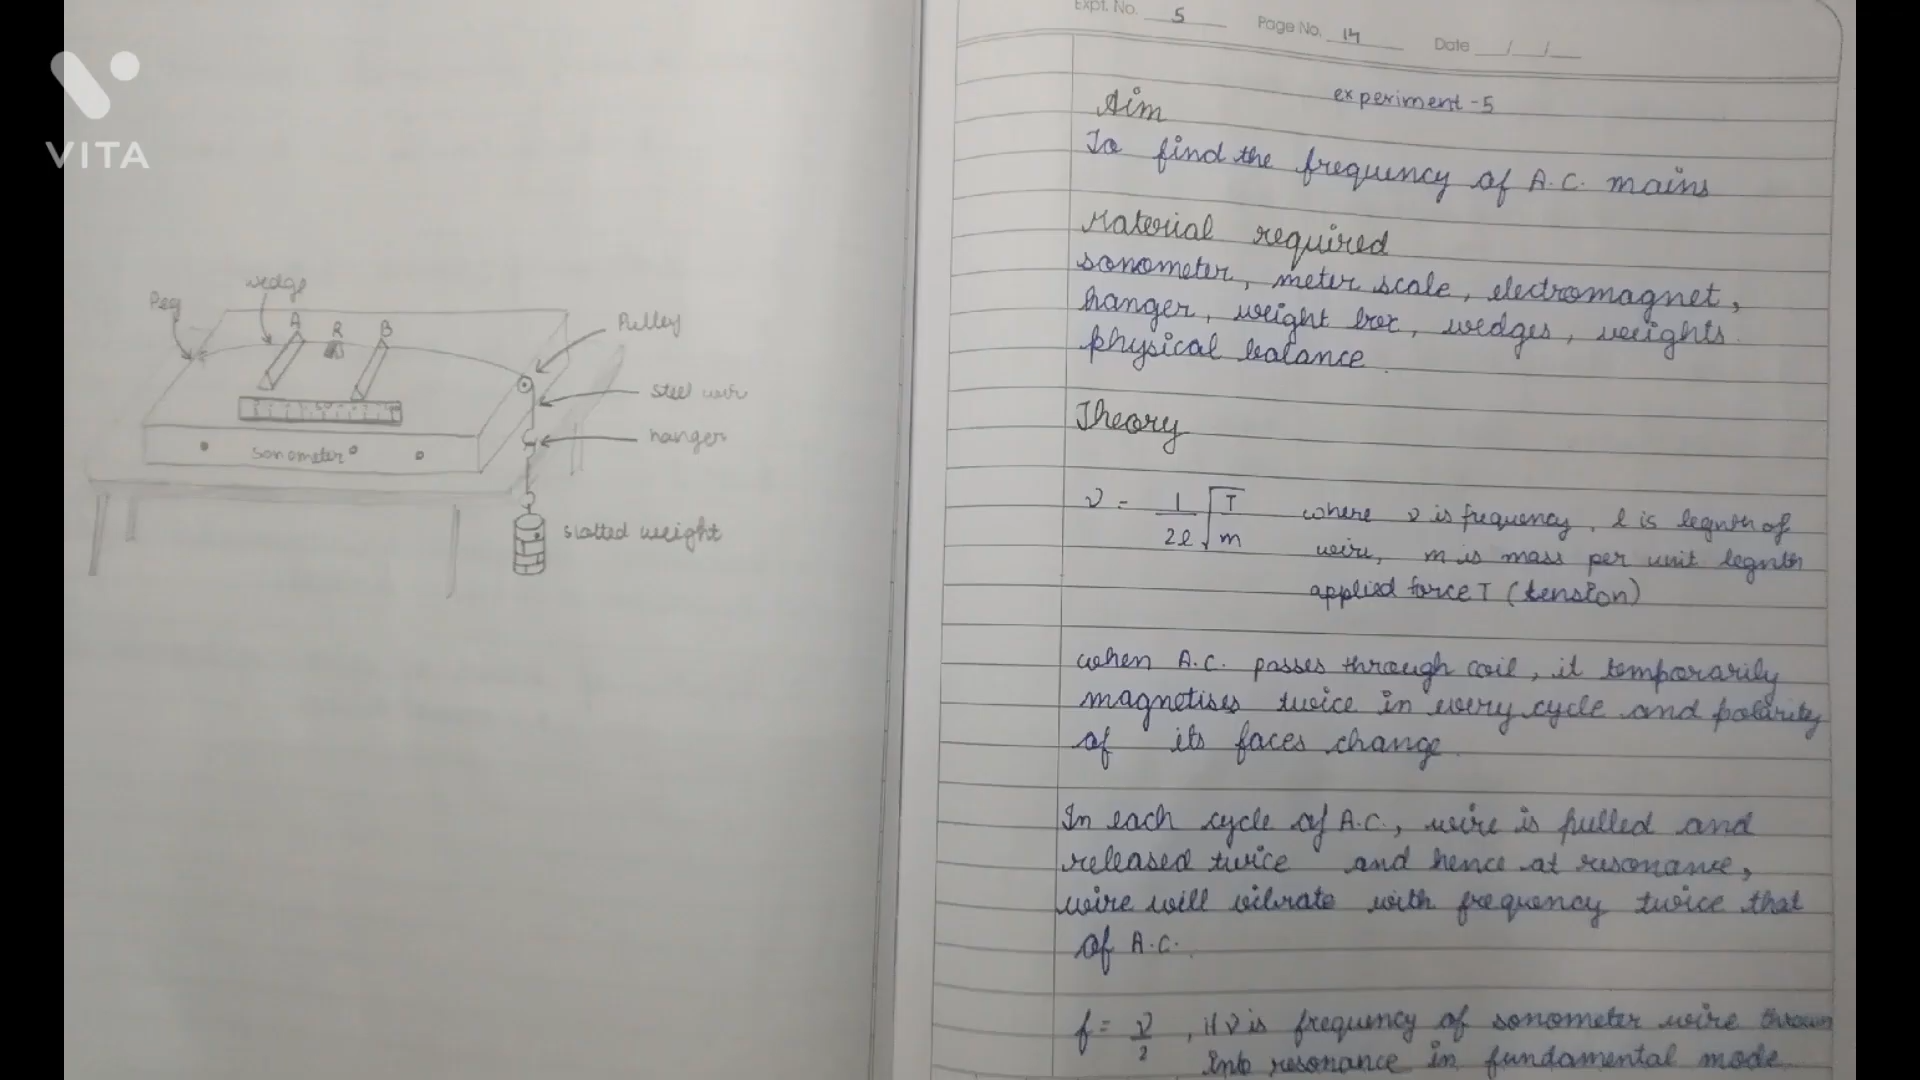 VITA
wedge
Peg
A R B
Pulley
steel wir
hanger
sonometer
slotted weight
Expt. No. 5 Page No. 14 Date
experiment-5
Aim
To find the frequency of A.C. mains
Material required
sonometer, meter scale, electromagnet,
hanger, weight box, wedges, weights.
physical balance.
Theory
ν = 1/2l √T/m where ν is frequency, l is legnth of
wire, m is mass per unit legnth
applied force T (tension)
when A.C. passes through coil, it temporarily
magnetises twice in every cycle and polarity
of its faces change.
In each cycle of A.C., wire is pulled and
released twice and hence at resonance,
wire will vibrate with frequency twice that
of A.C.
f = ν/2, if ν is frequency of sonometer wire thrown
into resonance in fundamental mode.